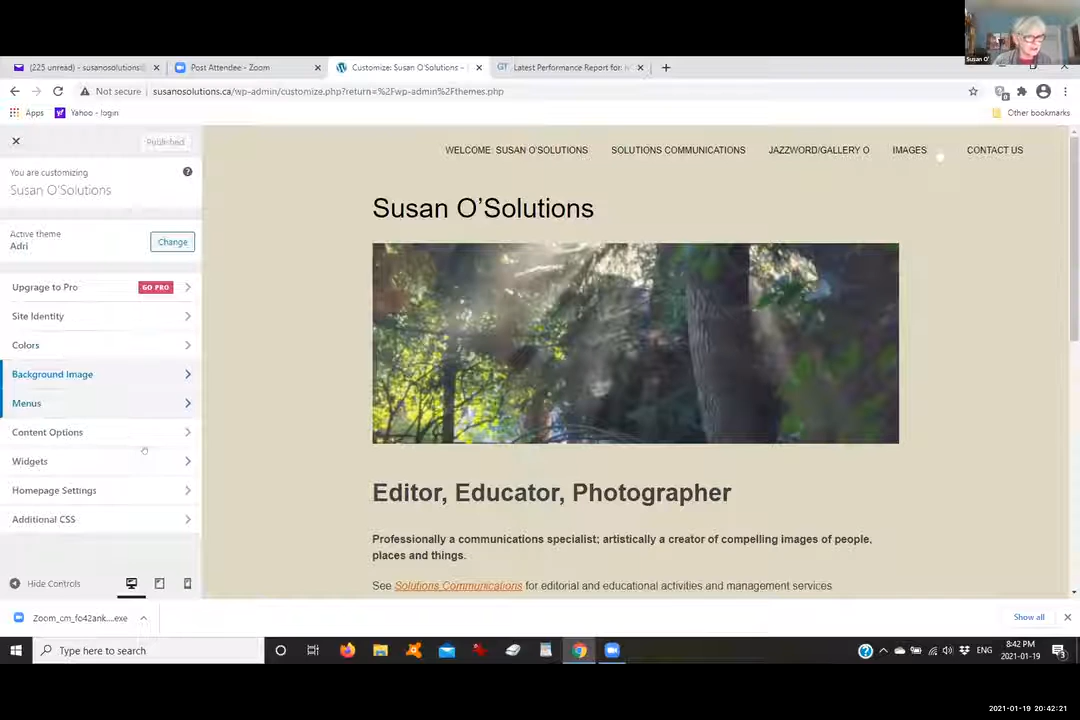 Susan O'
(225 unread) - susanosolutions@
Post Attendee - Zoom
Customize: Susan O'Solutions –
Latest Performance Report for:
Not secure
susanosolutions.ca/wp-admin/customize.php?return=%2Fwp-admin%2Fthemes.php
Apps
Yahoo - login
Other bookmarks
Published
WELCOME: SUSAN O'SOLUTIONS
SOLUTIONS COMMUNICATIONS
JAZZWORD/GALLERY O
IMAGES
CONTACT US
You are customizing
Susan O'Solutions
Susan O'Solutions
Active theme
Adri
Change
Upgrade to Pro
GO PRO
Site Identity
Colors
Background Image
Menus
Content Options
Widgets
Homepage Settings
Additional CSS
Editor, Educator, Photographer
Professionally a communications specialist; artistically a creator of compelling images of people,
places and things.
See Solutions Communications for editorial and educational activities and management services
Hide Controls
Zoom_cm_fo42ank....exe
Show all
Type here to search
ENG
8:42 PM
2021-01-19
3
2021-01-19 20:42:21